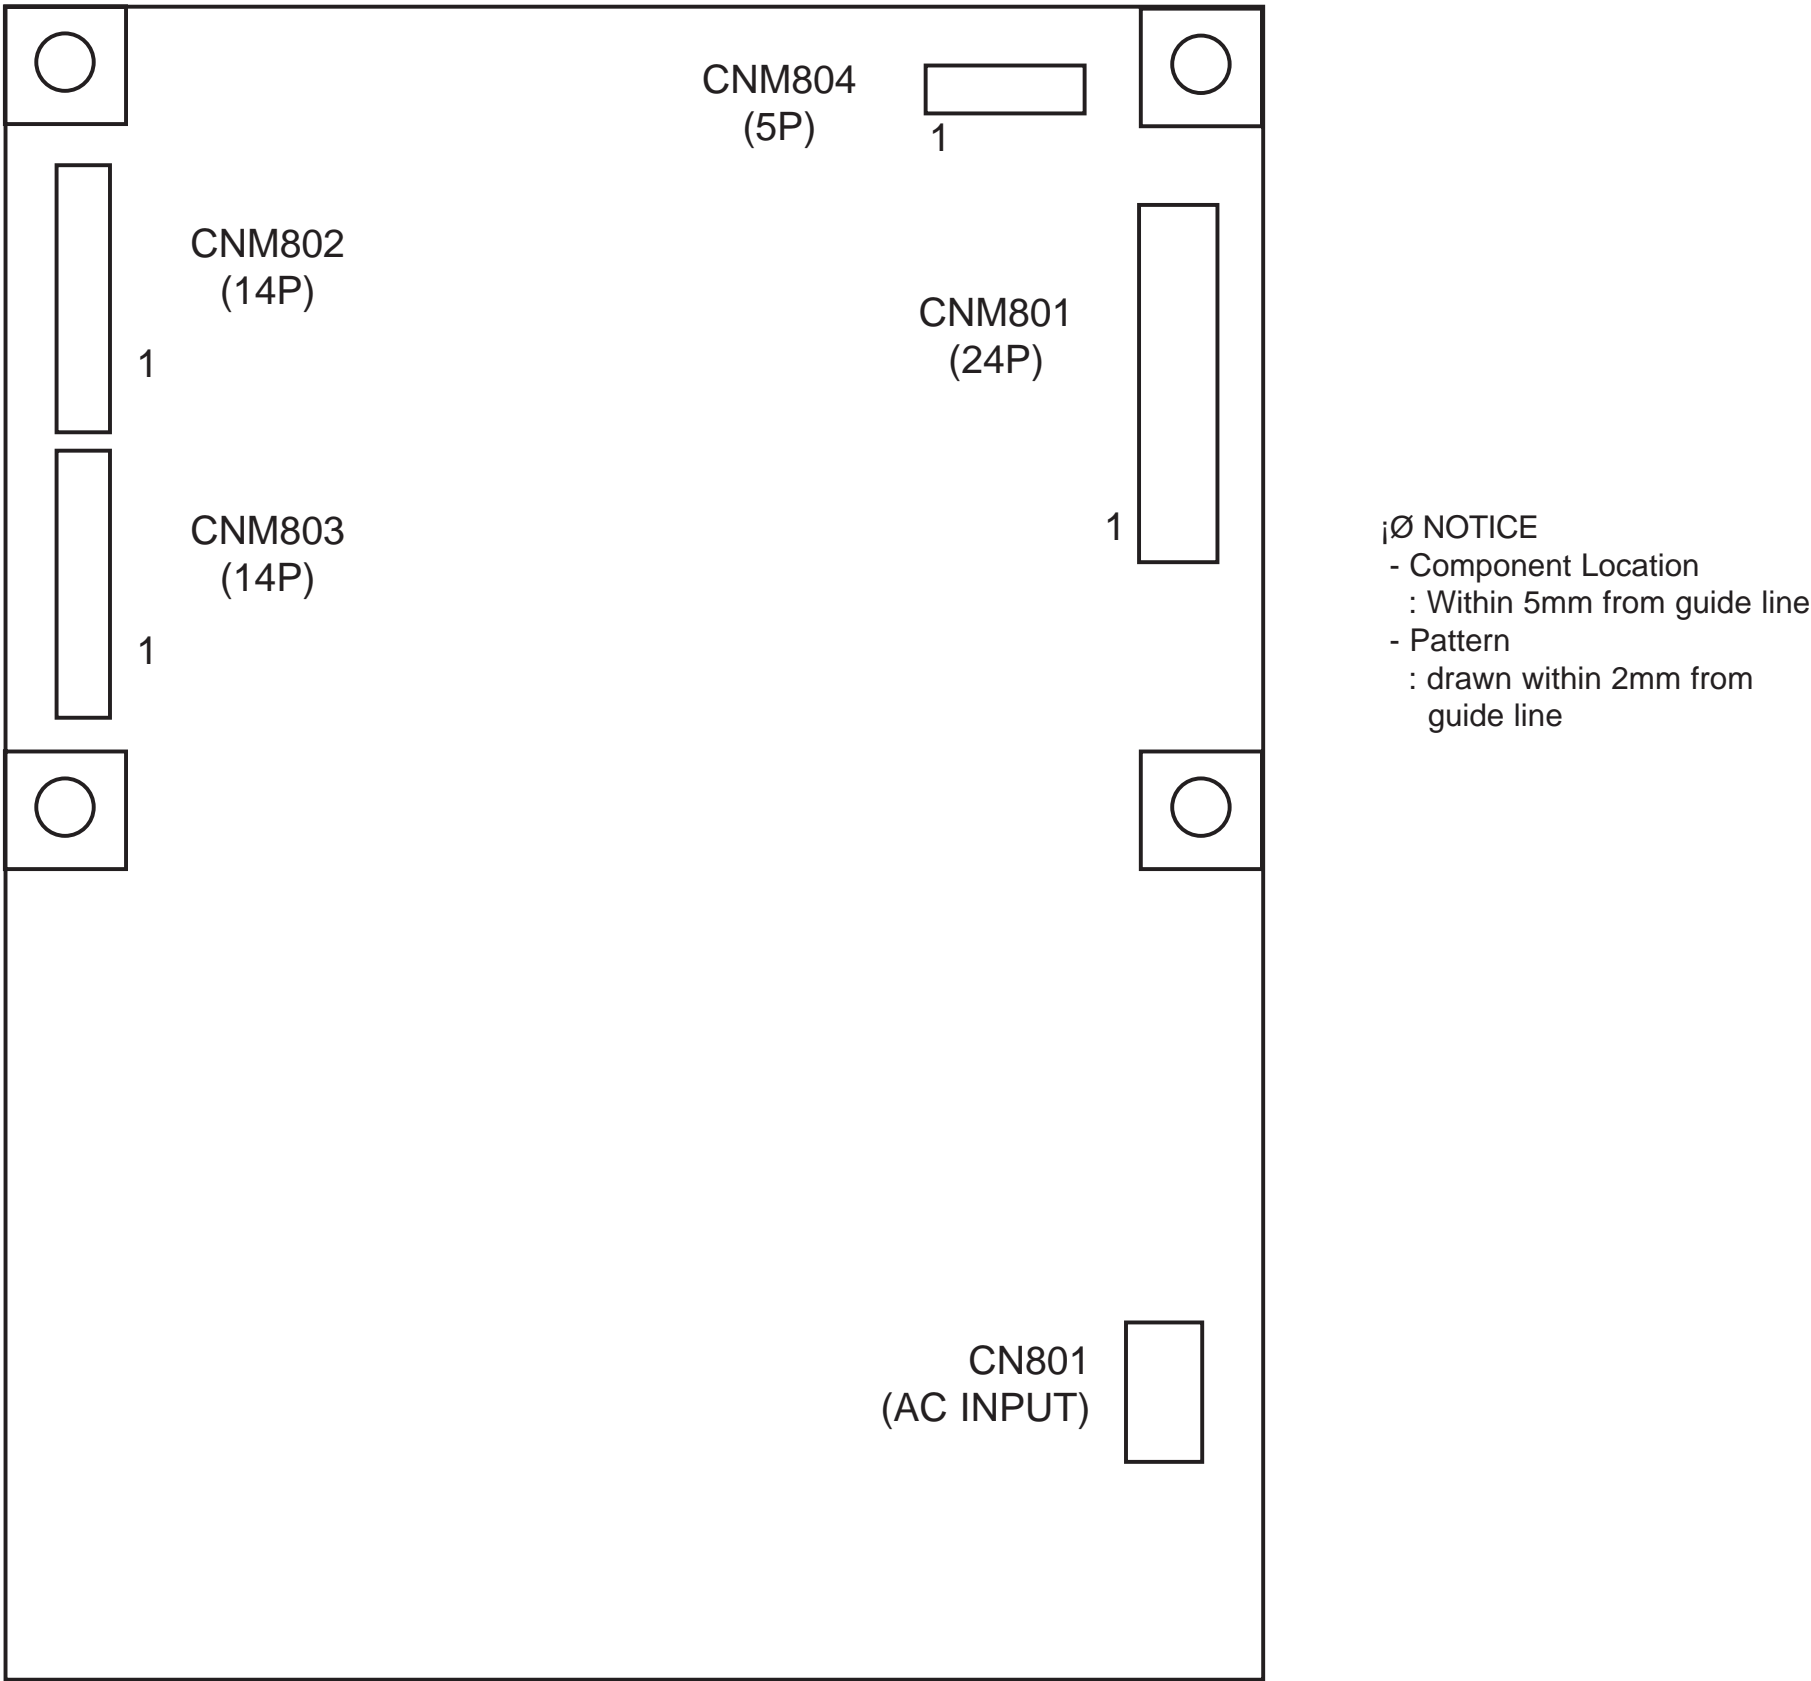 CNM804
(5P)
1
CNM802
(14P)
1
CNM801
(24P)
1
CNM803
(14P)
1
¡Ø NOTICE
- Component Location
: Within 5mm from guide line
- Pattern
: drawn within 2mm from
guide line
CN801
(AC INPUT)